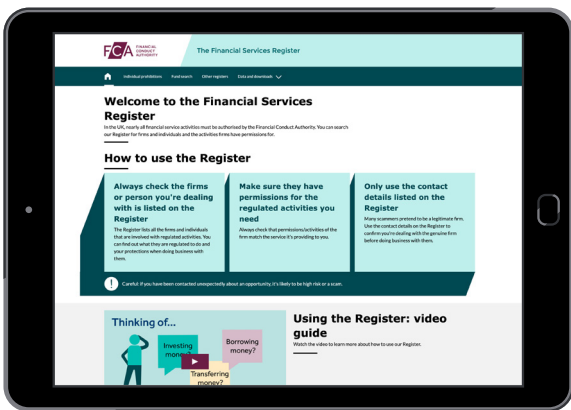 FCA FINANCIAL
CONDUCT
AUTHORITY
The Financial Services Register
Individual prohibitions Fund search Other registers Data and downloads
Welcome to the Financial Services
Register
In the UK, nearly all financial service activities must be authorised by the Financial Conduct Authority. You can search
our Register for firms and individuals and the activities firms have permissions for.
How to use the Register
Always check the firms
or person you're dealing
with is listed on the
Register
The Register lists all the firms and individuals
that are involved with regulated activities. You
can find out what they are regulated to do and
your protections when doing business with
them.
Make sure they have
permissions for the
regulated activities you
need
Always check that permissions/activities of the
firm match the service it's providing to you.
Only use the contact
details listed on the
Register
Many scammers pretend to be a legitimate firm.
Use the contact details on the Register to
confirm you're dealing with the genuine firm
before doing business with them.
! Careful: if you have been contacted unexpectedly about an opportunity, it's likely to be high risk or a scam.
Thinking of...
Investing
money?
Borrowing
money?
Transferring
money?
Using the Register: video
guide
Watch the video to learn more about how to use our Register.